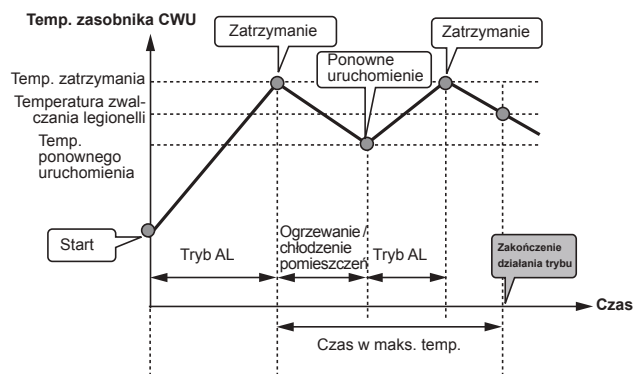 Temp. zasobnika CWU
Zatrzymanie
Zatrzymanie
Ponowne
uruchomienie
Temp. zatrzymania
Temperatura zwal-
czania legionelli
Temp.
ponownego
uruchomienia
Start
Tryb AL
Ogrzewanie/
chłodzenie
pomieszczeń
Tryb AL
Zakończenie
działania trybu
Czas
Czas w maks. temp.